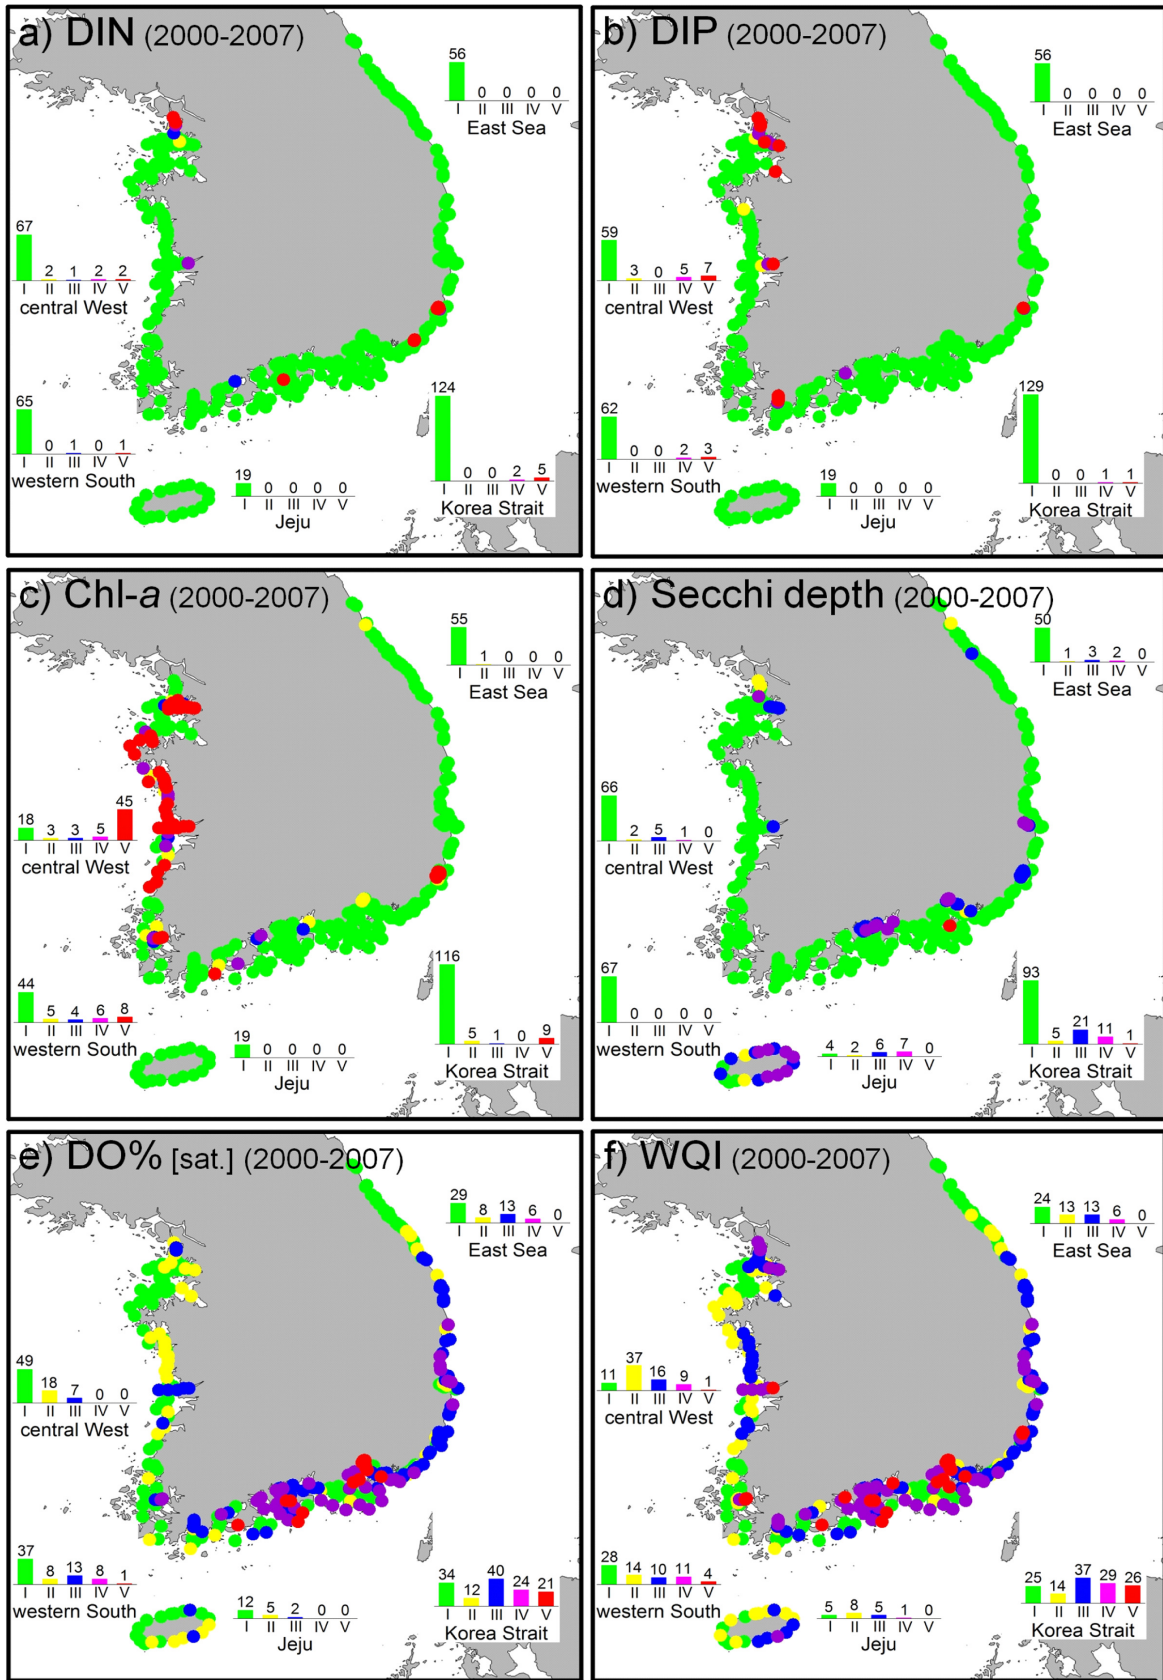 a) DIN (2000-2007)
56
0 0 0 0
I II III IV V
East Sea
67
2 1 2 2
I II III IV V
central West
65
0 1 0 1
I II III IV V
western South
19
0 0 0 0
I II III IV V
Jeju
124
0 0 2 5
I II III IV V
Korea Strait
b) DIP (2000-2007)
56
0 0 0 0
I II III IV V
East Sea
59
3 0 5 7
I II III IV V
central West
62
0 0 2 3
I II III IV V
western South
19
0 0 0 0
I II III IV V
Jeju
129
0 0 1 1
I II III IV V
Korea Strait
c) Chl-a (2000-2007)
55
1 0 0 0
I II III IV V
East Sea
18 3 3 5 45
I II III IV V
central West
44
5 4 6 8
I II III IV V
western South
19
0 0 0 0
I II III IV V
Jeju
116
5 1 0 9
I II III IV V
Korea Strait
d) Secchi depth (2000-2007)
50
1 3 2 0
I II III IV V
East Sea
66
2 5 1 0
I II III IV V
central West
67
0 0 0 0
I II III IV V
western South
4 2 6 7 0
I II III IV V
Jeju
93
5 21 11 1
I II III IV V
Korea Strait
e) DO% [sat.] (2000-2007)
29
8 13 6 0
I II III IV V
East Sea
49
18 7 0 0
I II III IV V
central West
37
8 13 8 1
I II III IV V
western South
12 5 2 0 0
I II III IV V
Jeju
34 12 40 24 21
I II III IV V
Korea Strait
f) WQI (2000-2007)
24 13 13 6 0
I II III IV V
East Sea
11 37 16 9 1
I II III IV V
central West
28 14 10 11 4
I II III IV V
western South
5 8 5 1 0
I II III IV V
Jeju
25 14 37 29 26
I II III IV V
Korea Strait